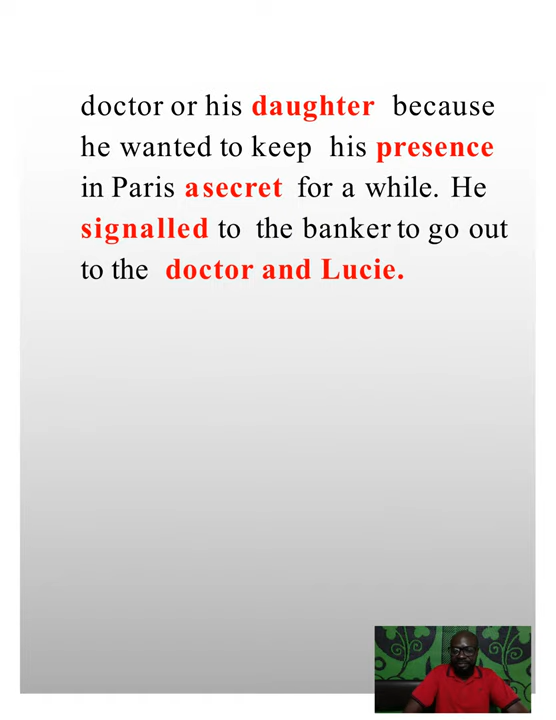 doctor or his daughter because
he wanted to keep his presence
in Paris a secret for a while. He
signalled to the banker to go out
to the doctor and Lucie.